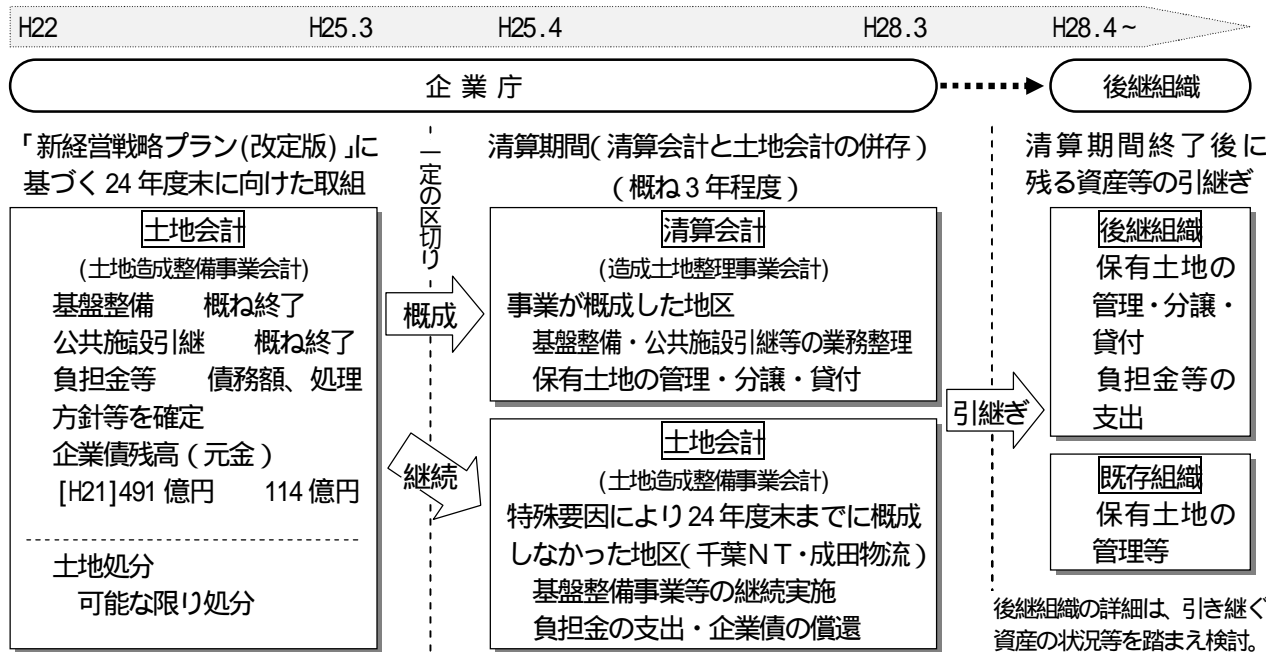 H22 H25.3 H25.4 H28.3 H28.4～
企業庁
後継組織
「新経営戦略プラン(改定版)」に
基づく24年度末に向けた取組
土地会計
(土地造成整備事業会計)
基盤整備 概ね終了
公共施設引継 概ね終了
負担金等 債務額、処理
方針等を確定
企業債残高(元金)
[H21]491億円 114億円
土地処分
可能な限り処分
一定の区切り
概成
継続
清算期間(清算会計と土地会計の併存)
(概ね3年程度)
清算会計
(造成土地整理事業会計)
事業が概成した地区
基盤整備・公共施設引継等の業務整理
保有土地の管理・分譲・貸付
土地会計
(土地造成整備事業会計)
特殊要因により24年度末までに概成
しなかった地区(千葉NT・成田物流)
基盤整備事業等の継続実施
負担金の支出・企業債の償還
引継ぎ
清算期間終了後に
残る資産等の引継ぎ
後継組織
保有土地の
管理・分譲・
貸付
負担金等の
支出
既存組織
保有土地の
管理等
後継組織の詳細は、引き継ぐ
資産の状況等を踏まえ検討。